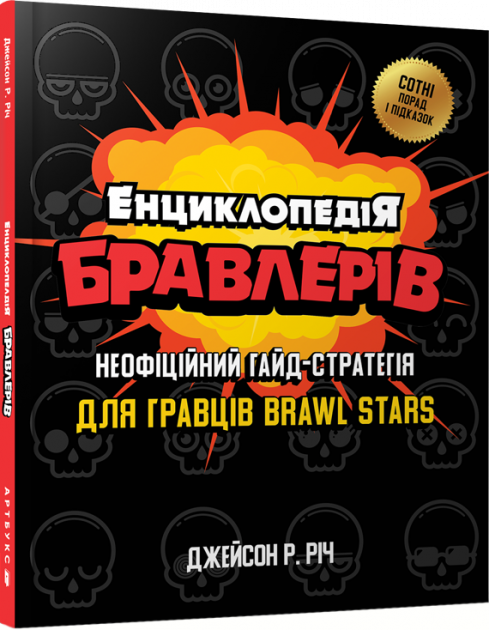 Джейсон Р. Річ
ЕНЦИКЛОПЕДІЯ
БРАВЛЕРІВ
АРТБУКС
СОТНІ
ПОРАД
І ПІДКАЗОК
ЕНЦИКЛОПЕДІЯ
БРАВЛЕРІВ
НЕОФІЦІЙНИЙ ГАЙД-СТРАТЕГІЯ
ДЛЯ ГРАВЦІВ BRAWL STARS
ДЖЕЙСОН Р. РІЧ